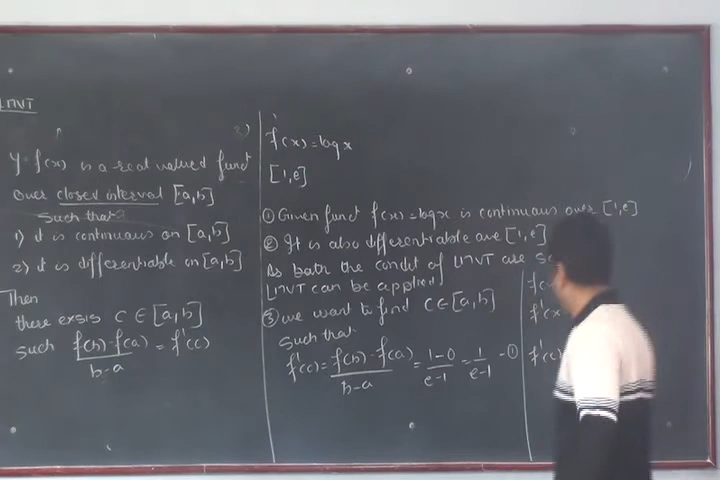 LMVT
y=f(x) is a real valued funct
over closed interval [a,b]
such that
1) it is continuous on [a,b]
2) it is differentiable on [a,b]
Then
there exsis C ∈ [a,b]
such f(b)-f(a)/b-a = f'(c)
2)
f(x)=logx
[1,e]
① Given funct f(x)=logx is continuous over [1,e]
② It is also differentiable ove [1,e]
As both the condit of LMVT are
LMVT can be applied
③ we want to find C∈[a,b]
such that
f'(c)= f(b)-f(a)/b-a = 1-0/e-1 = 1/e-1 -①
f(
f'(x
f'(c)